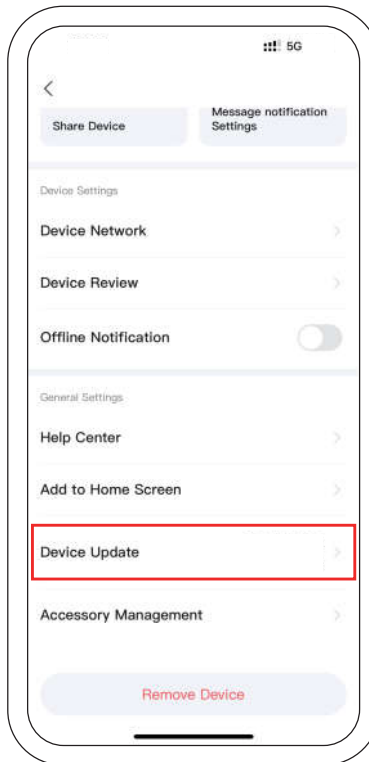 5G
Share Device
Message notification
Settings
Device Settings
Device Network
Device Review
Offline Notification
General Settings
Help Center
Add to Home Screen
Device Update
Accessory Management
Remove Device